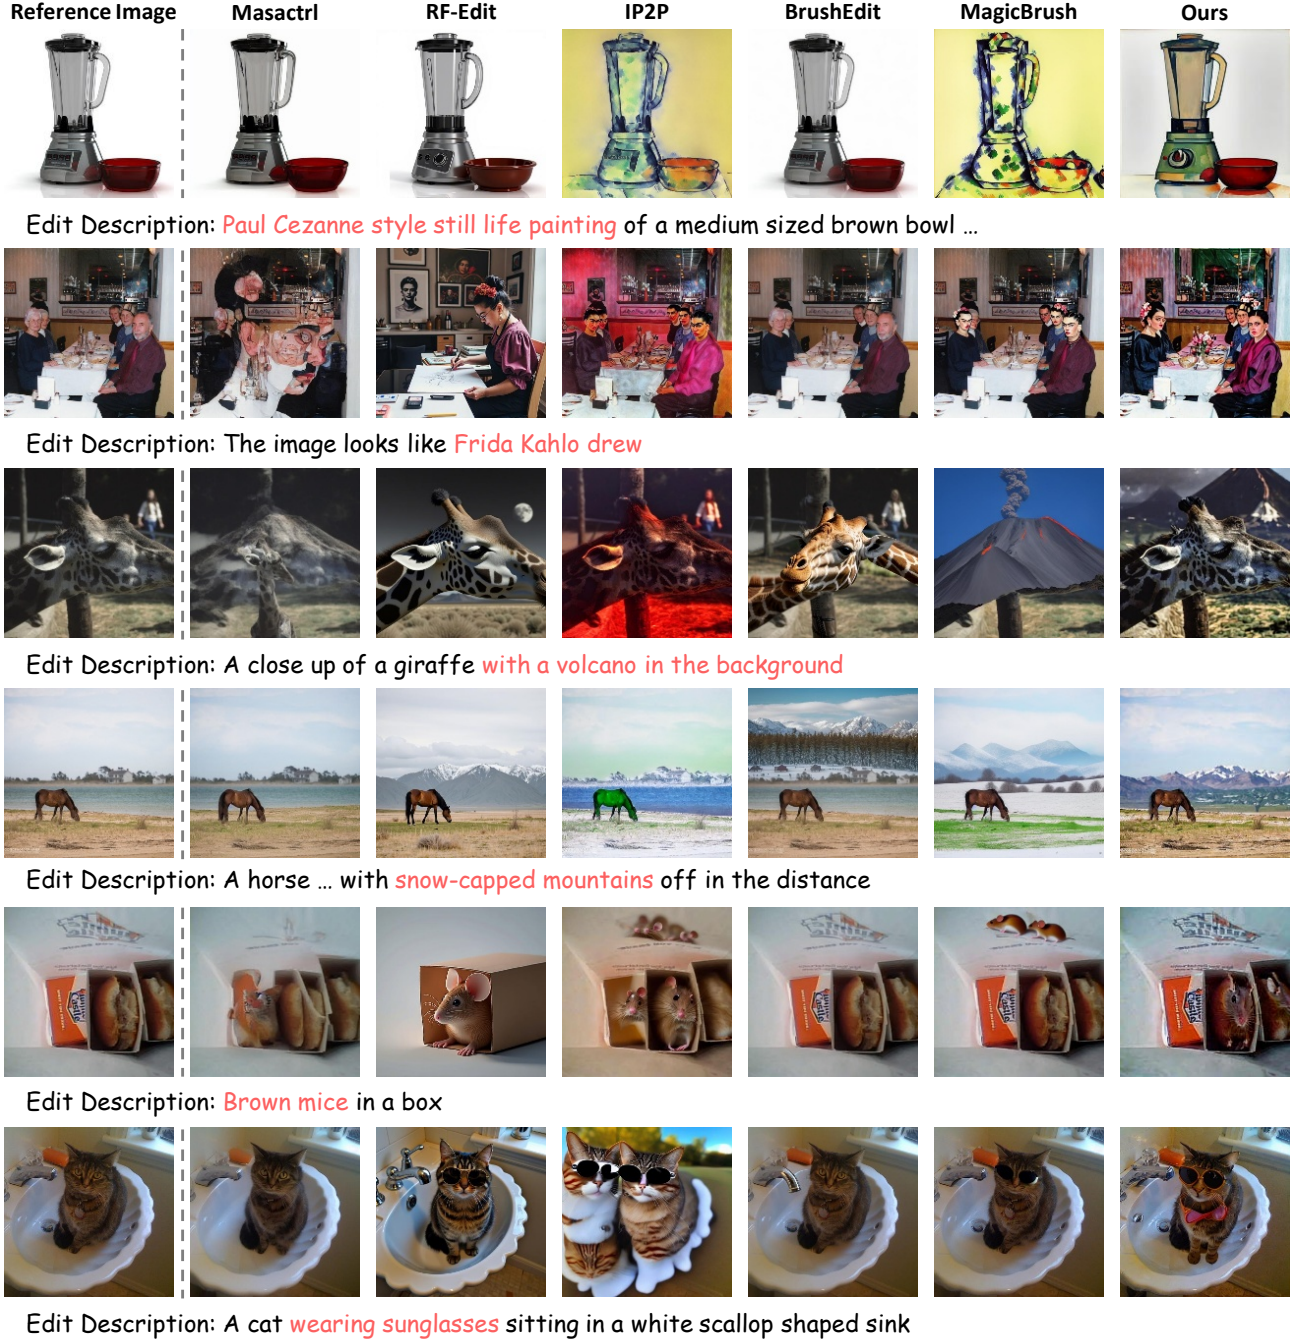 Reference Image Masactrl RF-Edit IP2P BrushEdit MagicBrush Ours
Edit Description: Paul Cezanne style still life painting of a medium sized brown bowl ...
Edit Description: The image looks like Frida Kahlo drew
Edit Description: A close up of a giraffe with a volcano in the background
Edit Description: A horse ... with snow-capped mountains off in the distance
Edit Description: Brown mice in a box
Edit Description: A cat wearing sunglasses sitting in a white scallop shaped sink